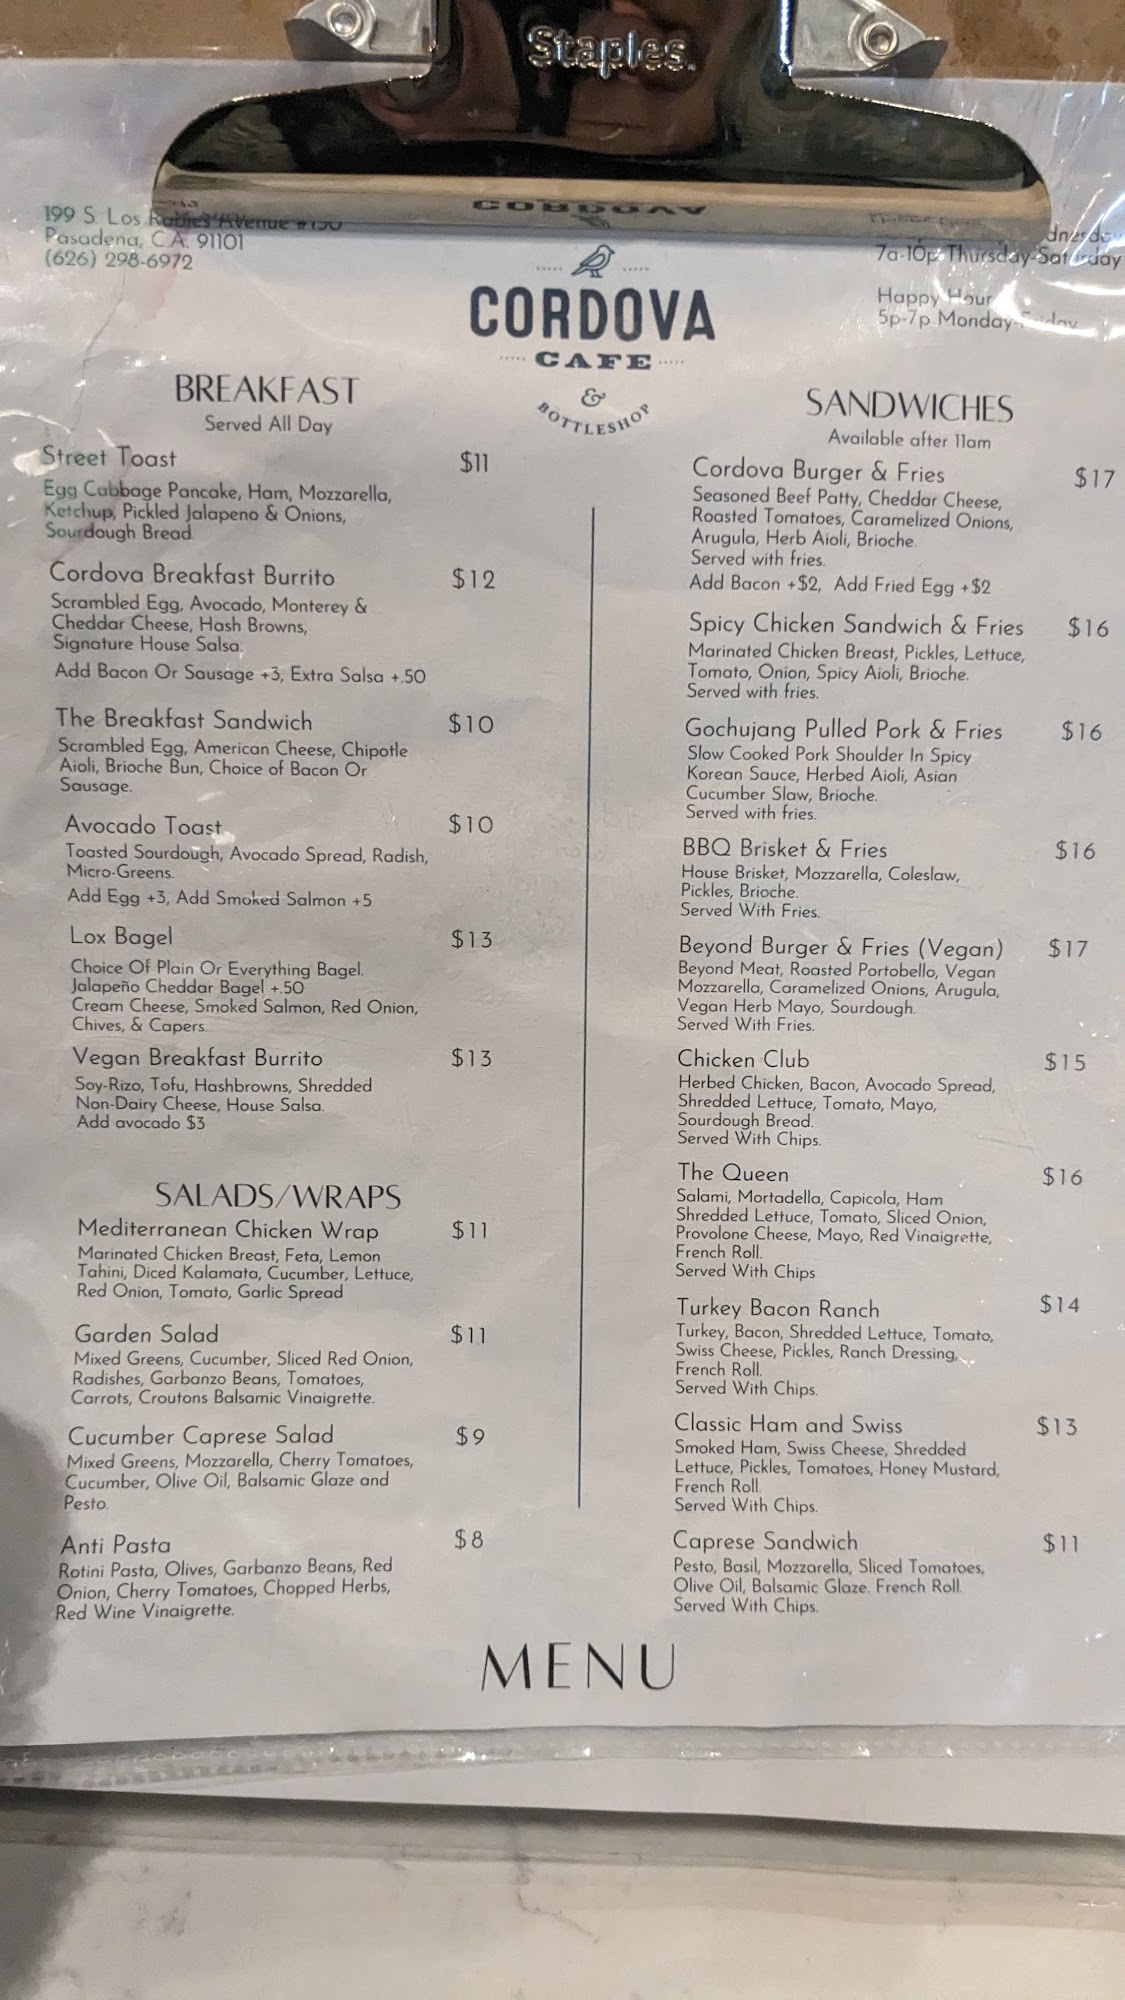 Staples.
CORDOVA
199 S Los Robles Avenue #150
Pasadena, C.A. 91101
(626) 298-6972
7a-10p Thursday-Saturday
Happy Hour
5p-7p Monday-
CORDOVA
CAFE
&
BOTTLESHOP
BREAKFAST
Served All Day
Street Toast $11
Egg Cabbage Pancake, Ham, Mozzarella,
Ketchup, Pickled Jalapeno & Onions,
Sourdough Bread.
Cordova Breakfast Burrito $12
Scrambled Egg, Avocado, Monterey &
Cheddar Cheese, Hash Browns,
Signature House Salsa.
Add Bacon Or Sausage +3, Extra Salsa +.50
The Breakfast Sandwich $10
Scrambled Egg, American Cheese, Chipotle
Aioli, Brioche Bun, Choice of Bacon Or
Sausage.
Avocado Toast $10
Toasted Sourdough, Avocado Spread, Radish,
Micro-Greens.
Add Egg +3, Add Smoked Salmon +5
Lox Bagel $13
Choice Of Plain Or Everything Bagel.
Jalapeño Cheddar Bagel +.50
Cream Cheese, Smoked Salmon, Red Onion,
Chives, & Capers.
Vegan Breakfast Burrito $13
Soy-Rizo, Tofu, Hashbrowns, Shredded
Non-Dairy Cheese, House Salsa.
Add avocado $3
SALADS/WRAPS
Mediterranean Chicken Wrap $11
Marinated Chicken Breast, Feta, Lemon
Tahini, Diced Kalamata, Cucumber, Lettuce,
Red Onion, Tomato, Garlic Spread
Garden Salad $11
Mixed Greens, Cucumber, Sliced Red Onion,
Radishes, Garbanzo Beans, Tomatoes,
Carrots, Croutons Balsamic Vinaigrette.
Cucumber Caprese Salad $9
Mixed Greens, Mozzarella, Cherry Tomatoes,
Cucumber, Olive Oil, Balsamic Glaze and
Pesto.
Anti Pasta $8
Rotini Pasta, Olives, Garbanzo Beans, Red
Onion, Cherry Tomatoes, Chopped Herbs,
Red Wine Vinaigrette.
SANDWICHES
Available after 11am
Cordova Burger & Fries $17
Seasoned Beef Patty, Cheddar Cheese,
Roasted Tomatoes, Caramelized Onions,
Arugula, Herb Aioli, Brioche.
Served with fries.
Add Bacon +$2, Add Fried Egg +$2
Spicy Chicken Sandwich & Fries $16
Marinated Chicken Breast, Pickles, Lettuce,
Tomato, Onion, Spicy Aioli, Brioche.
Served with fries.
Gochujang Pulled Pork & Fries $16
Slow Cooked Pork Shoulder In Spicy
Korean Sauce, Herbed Aioli, Asian
Cucumber Slaw, Brioche.
Served with fries.
BBQ Brisket & Fries $16
House Brisket, Mozzarella, Coleslaw,
Pickles, Brioche.
Served With Fries.
Beyond Burger & Fries (Vegan) $17
Beyond Meat, Roasted Portobello, Vegan
Mozzarella, Caramelized Onions, Arugula,
Vegan Herb Mayo, Sourdough.
Served With Fries.
Chicken Club $15
Herbed Chicken, Bacon, Avocado Spread,
Shredded Lettuce, Tomato, Mayo,
Sourdough Bread.
Served With Chips.
The Queen $16
Salami, Mortadella, Capicola, Ham
Shredded Lettuce, Tomato, Sliced Onion,
Provolone Cheese, Mayo, Red Vinaigrette,
French Roll.
Served With Chips
Turkey Bacon Ranch $14
Turkey, Bacon, Shredded Lettuce, Tomato,
Swiss Cheese, Pickles, Ranch Dressing,
French Roll.
Served With Chips.
Classic Ham and Swiss $13
Smoked Ham, Swiss Cheese, Shredded
Lettuce, Pickles, Tomatoes, Honey Mustard,
French Roll.
Served With Chips.
Caprese Sandwich $11
Pesto, Basil, Mozzarella, Sliced Tomatoes,
Olive Oil, Balsamic Glaze. French Roll.
Served With Chips.
MENU